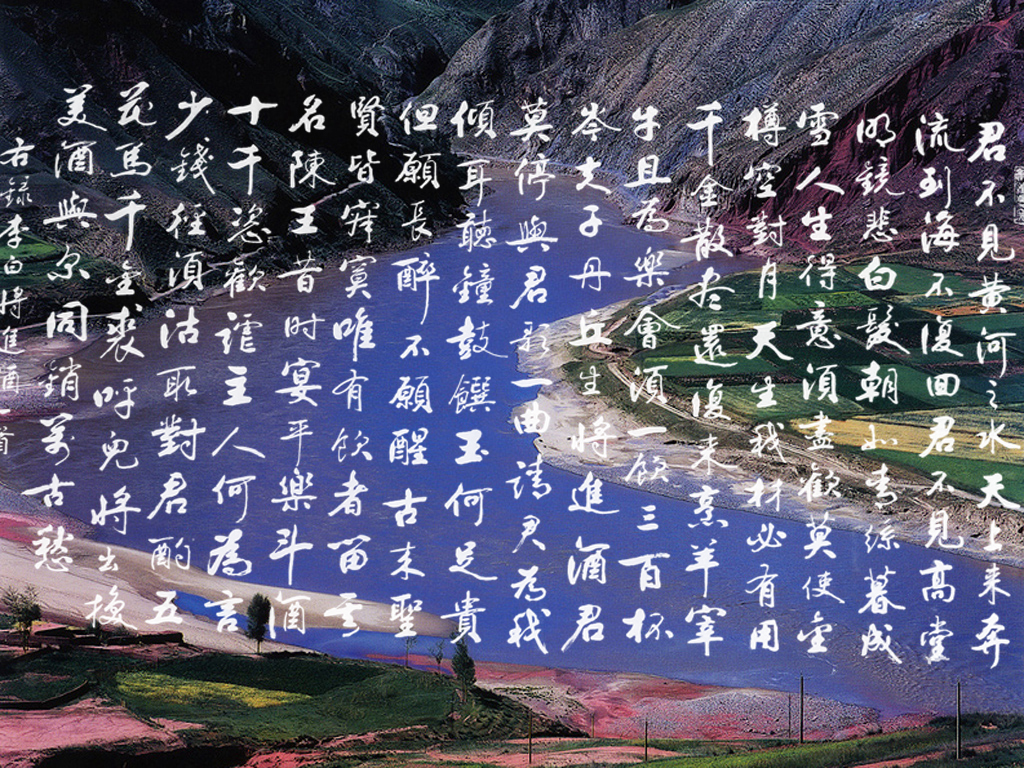 君不見黄河之水天上来奔
流到海不復回君不見高堂
明鏡悲白髮朝如青絲暮成
雪人生得意須盡歡莫使金
樽空對月天生我材必有用
千金散尽還復来烹羊宰
牛且為樂會須一飲三百杯
岑夫子丹丘生將進酒君
莫停與君歌一曲請君為我
傾耳聽鐘鼓饌玉何足貴
但願長醉不願醒古来聖
賢皆寂寞唯有飲者留其
名陳王昔时宴平樂斗酒
十千恣歡謔主人何為言
少錢徑須沽取對君酌五
花馬千金裘呼兒將出換
美酒與尔同銷萬古愁
右録李白將進酒一首